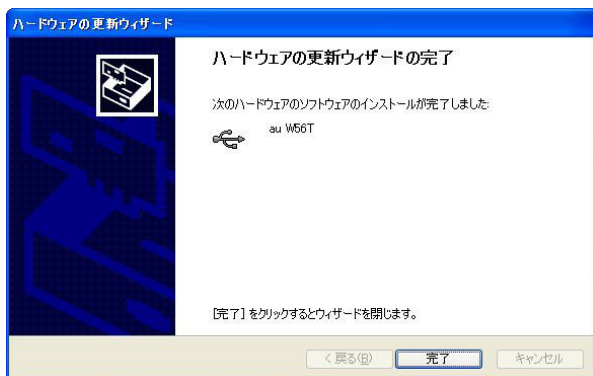 ハードウェアの更新ウィザード
ハードウェアの更新ウィザードの完了
次のハードウェアのソフトウェアのインストールが完了しました:
au W56T
[完了] をクリックするとウィザードを閉じます。
< 戻る(B)
完了
キャンセル